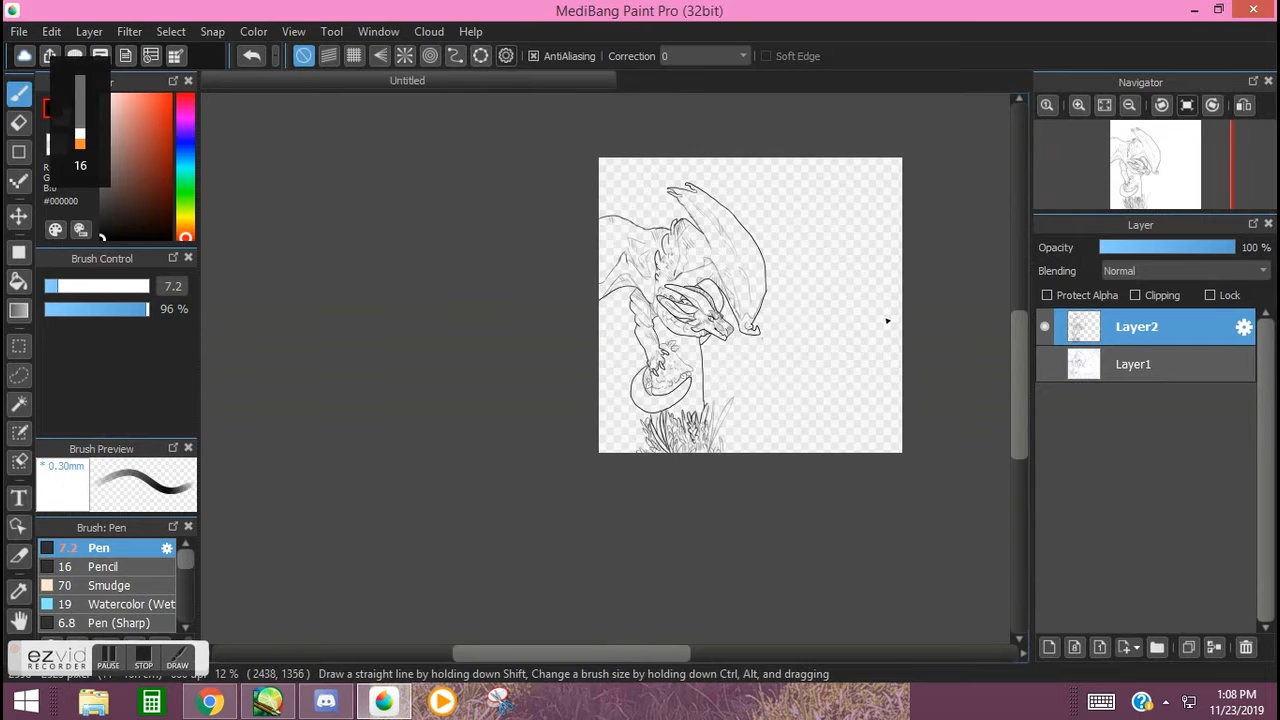 MediBang Paint Pro (32bit)
File Edit Layer Filter Select Snap Color View Tool Window Cloud Help
AntiAliasing Correction 0 Soft Edge
Untitled
Navigator
16
R
G
B:0
#000000
Brush Control
7.2
96 %
Brush Preview
* 0.30mm
Brush: Pen
7.2 Pen
16 Pencil
70 Smudge
19 Watercolor (Wet
6.8 Pen (Sharp)
Layer
Opacity 100 %
Blending Normal
Protect Alpha Clipping Lock
Layer2
Layer1
ezvid
RECORDER
PAUSE STOP DRAW
12 % ( 2438, 1356 ) Draw a straight line by holding down Shift, Change a brush size by holding down Ctrl, Alt, and dragging
1:08 PM
11/23/2019